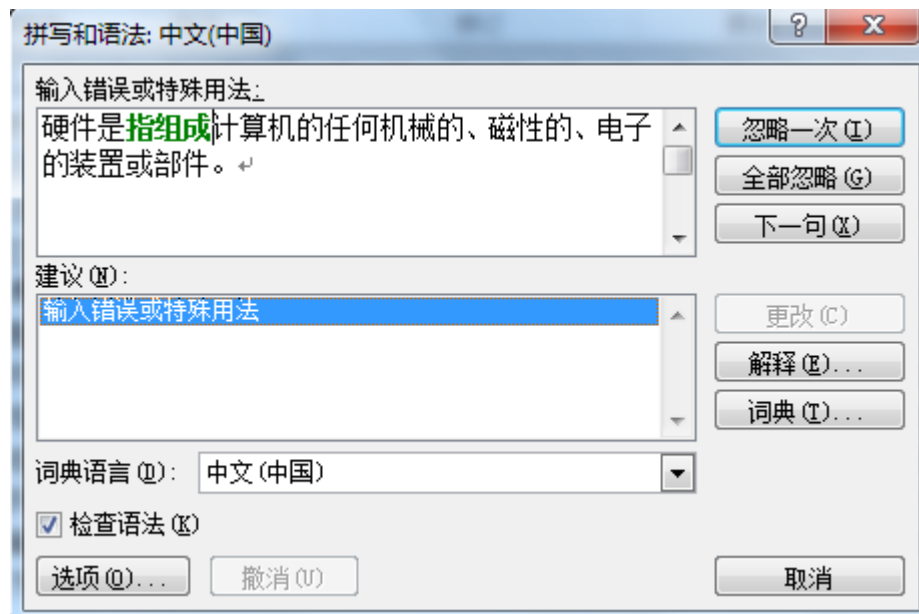 拼写和语法: 中文(中国)
输入错误或特殊用法:
硬件是指组成计算机的任何机械的、磁性的、电子
的装置或部件。↵
忽略一次(I)
全部忽略(G)
下一句(X)
建议(N):
输入错误或特殊用法
更改(C)
解释(E)...
词典(T)...
词典语言(D): 中文(中国)
检查语法(K)
选项(O)... 撤消(U) 取消